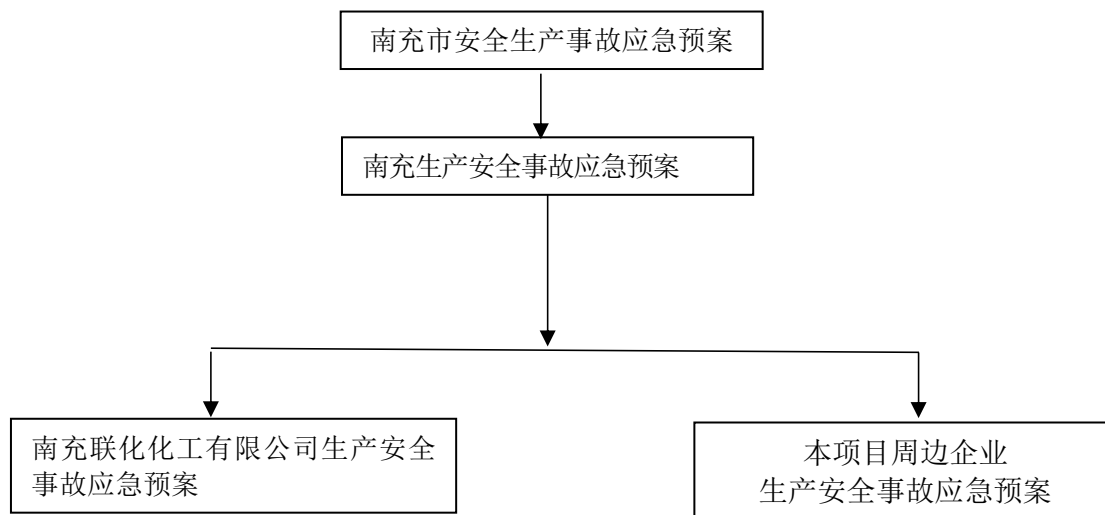 南充市安全生产事故应急预案
南充生产安全事故应急预案
南充联化化工有限公司生产安全
事故应急预案
本项目周边企业
生产安全事故应急预案